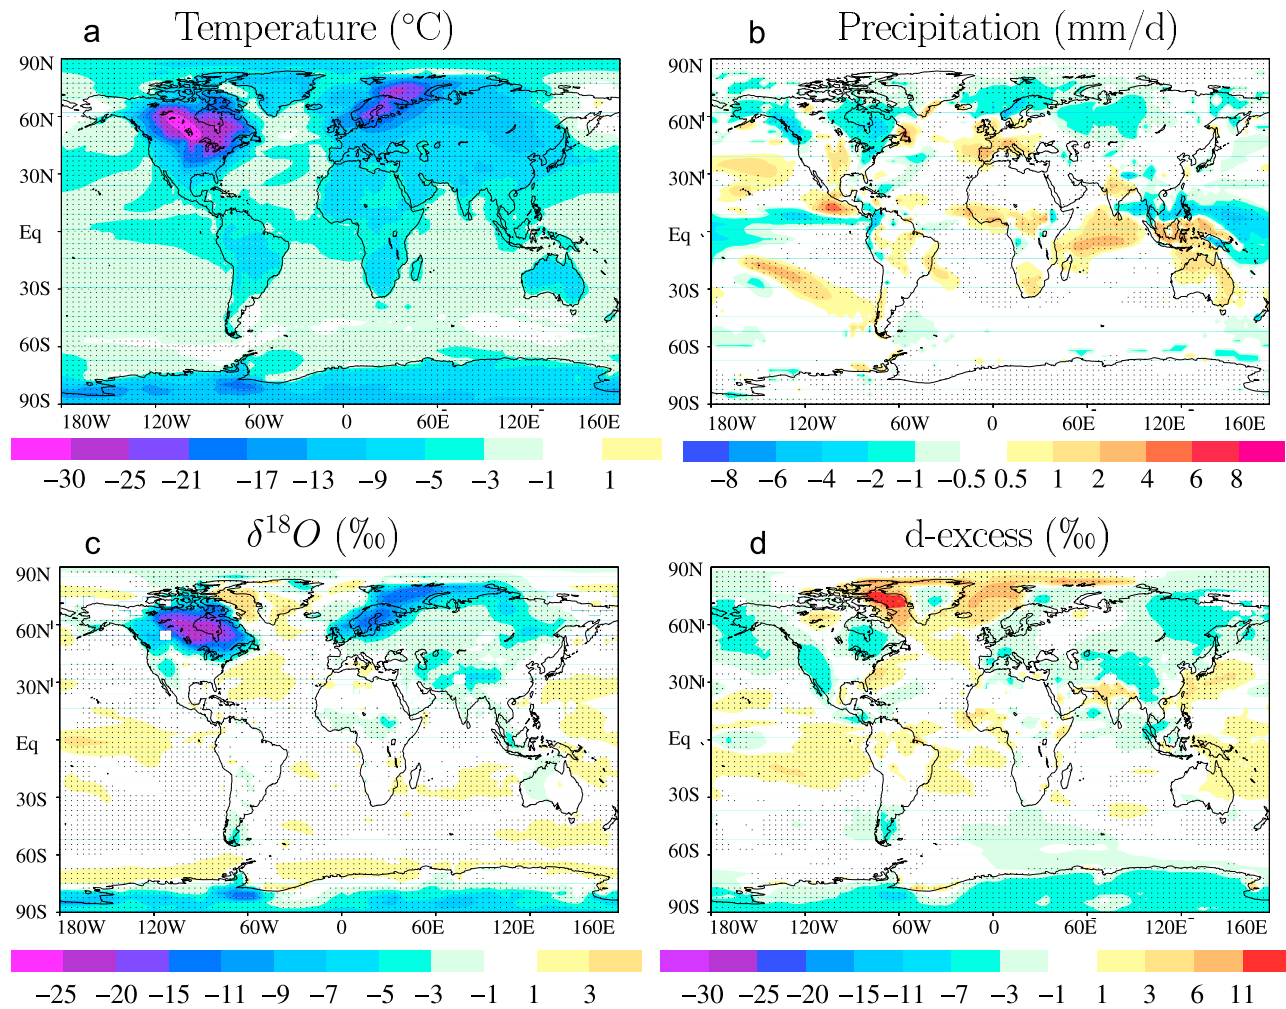 a Temperature (°C)
90N
60N
30N
Eq
30S
60S
90S
180W 120W 60W 0 60E 120E 160E
−30 −25 −21 −17 −13 −9 −5 −3 −1 1
b Precipitation (mm/d)
90N
60N
30N
Eq
30S
60S
90S
180W 120W 60W 0 60E 120E 160E
−8 −6 −4 −2 −1 −0.5 0.5 1 2 4 6 8
c δ¹⁸O (‰)
90N
60N
30N
Eq
30S
60S
90S
180W 120W 60W 0 60E 120E 160E
−25 −20 −15 −11 −9 −7 −5 −3 −1 1 3
d d-excess (‰)
90N
60N
30N
Eq
30S
60S
90S
180W 120W 60W 0 60E 120E 160E
−30 −25 −20 −15 −11 −7 −3 −1 1 3 6 11